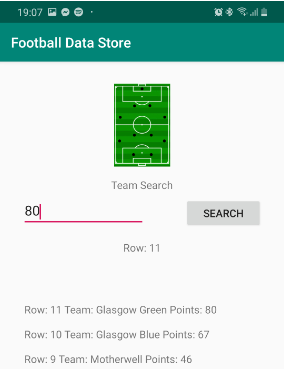 19:07
Football Data Store
Team Search
80
SEARCH
Row: 11
Row: 11 Team: Glasgow Green Points: 80
Row: 10 Team: Glasgow Blue Points: 67
Row: 9 Team: Motherwell Points: 46